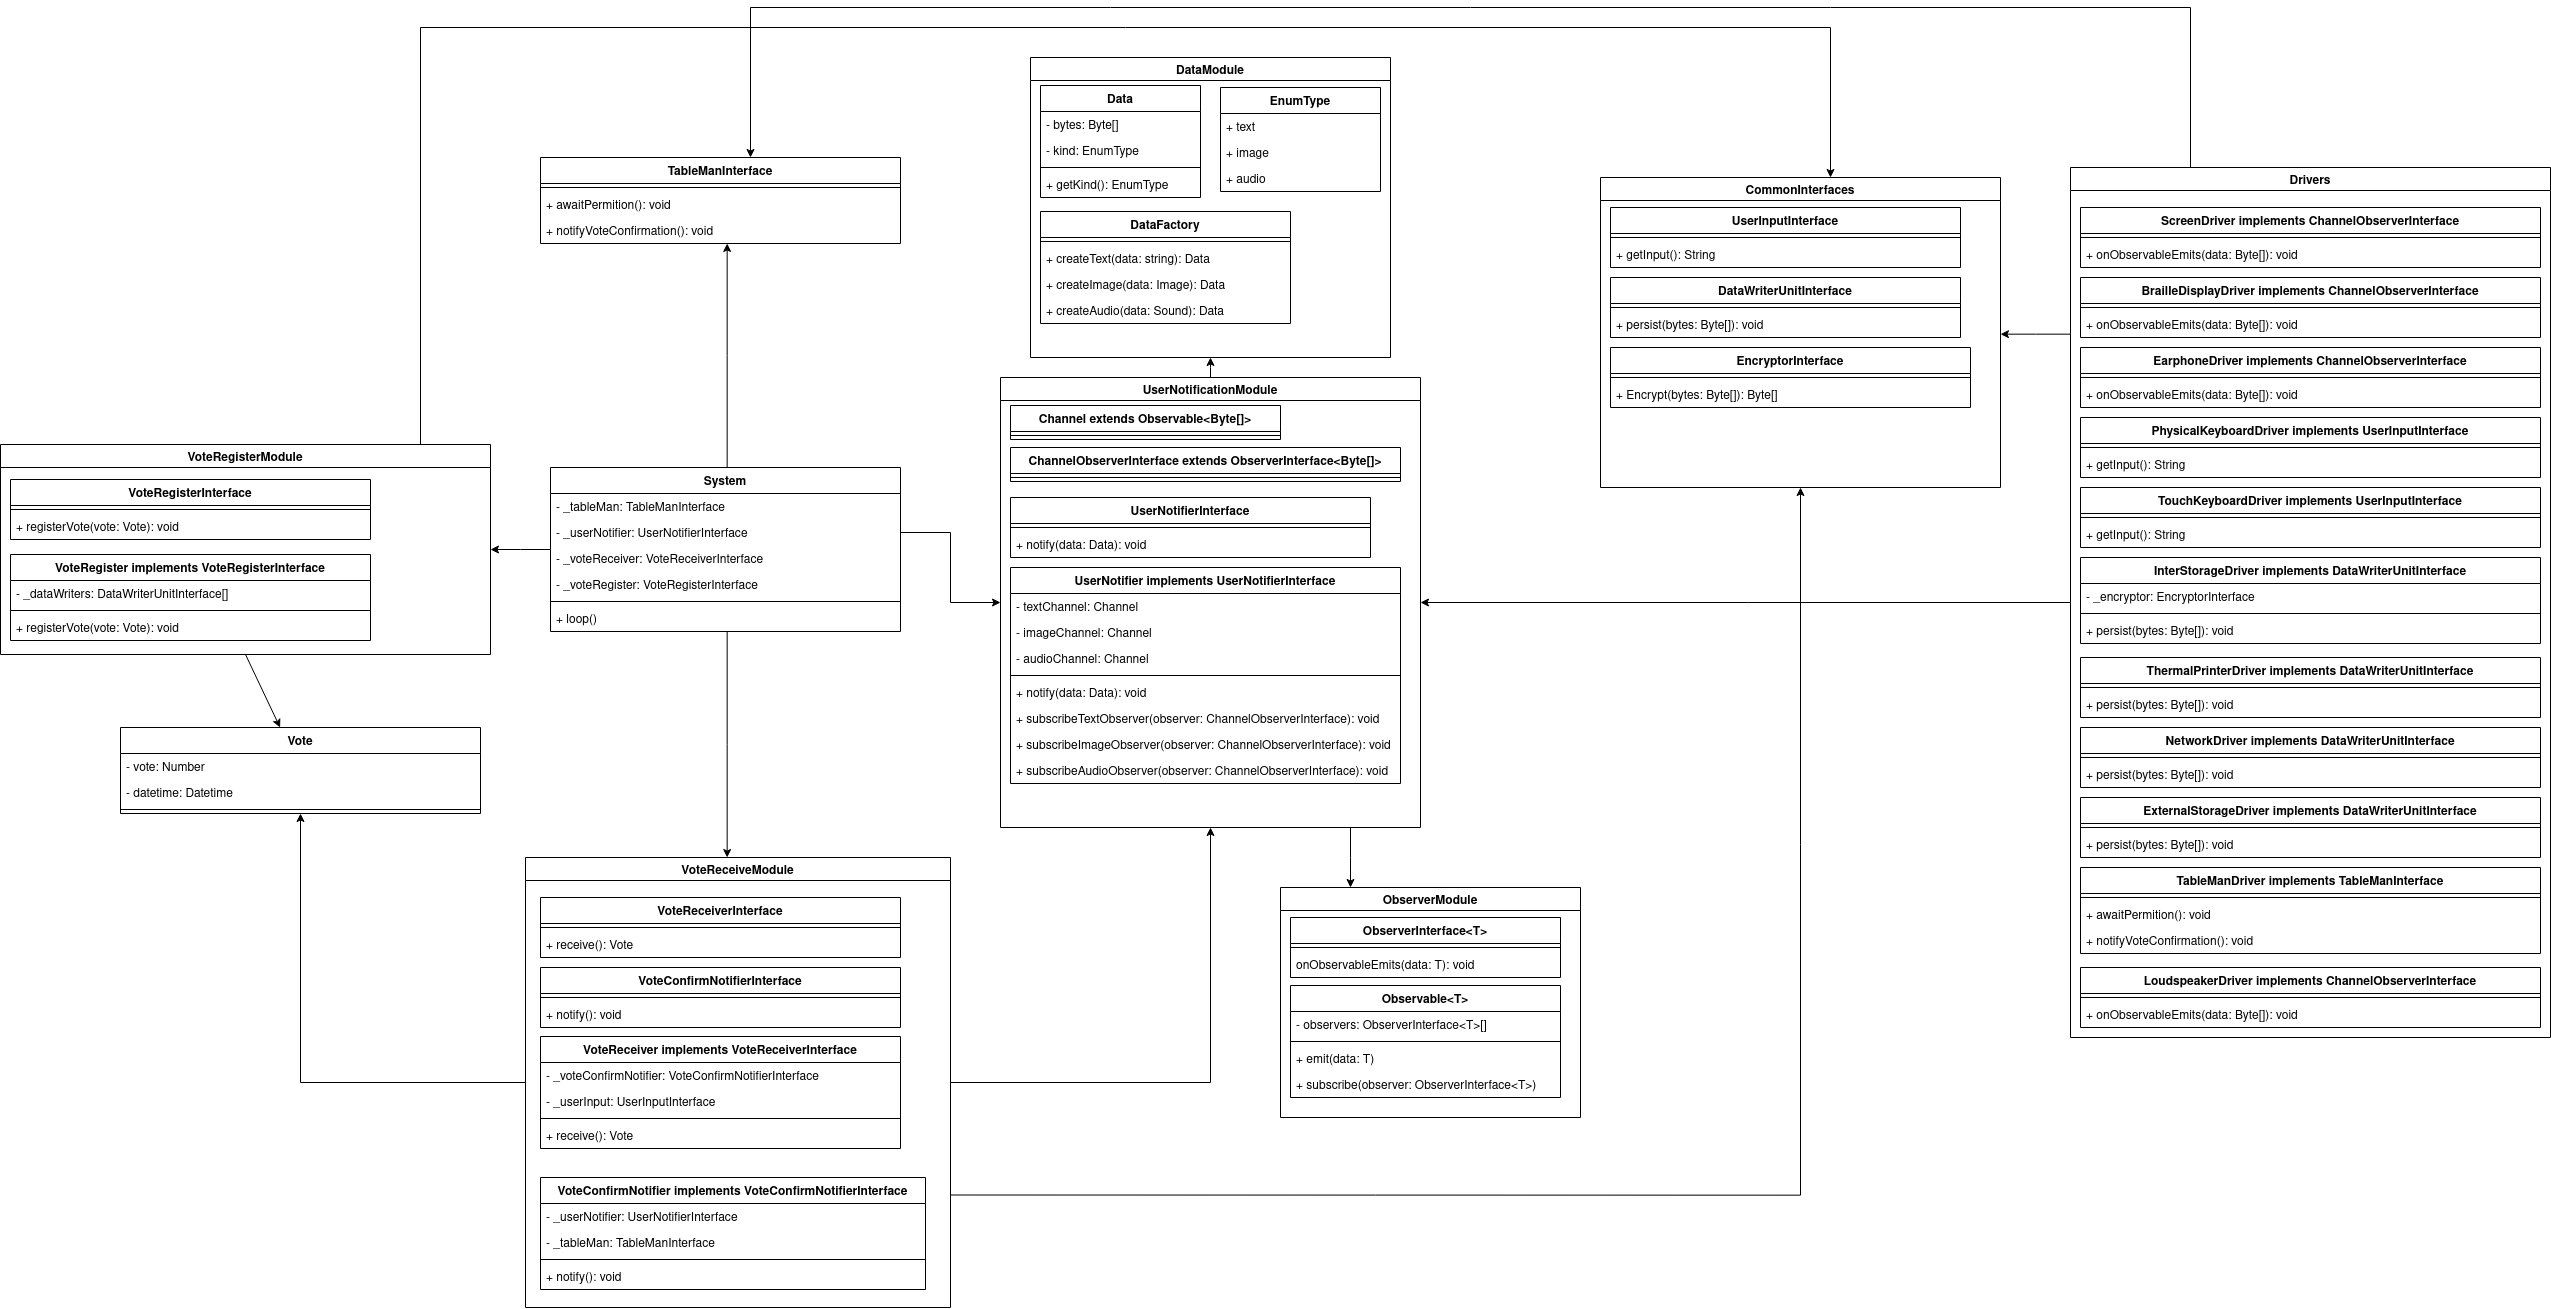 DataModule
Data
- bytes: Byte[]
- kind: EnumType
+ getKind(): EnumType
EnumType
+ text
+ image
+ audio
DataFactory
+ createText(data: string): Data
+ createImage(data: Image): Data
+ createAudio(data: Sound): Data
TableManInterface
+ awaitPermition(): void
+ notifyVoteConfirmation(): void
CommonInterfaces
UserInputInterface
+ getInput(): String
DataWriterUnitInterface
+ persist(bytes: Byte[]): void
EncryptorInterface
+ Encrypt(bytes: Byte[]): Byte[]
Drivers
ScreenDriver implements ChannelObserverInterface
+ onObservableEmits(data: Byte[]): void
BrailleDisplayDriver implements ChannelObserverInterface
+ onObservableEmits(data: Byte[]): void
EarphoneDriver implements ChannelObserverInterface
+ onObservableEmits(data: Byte[]): void
PhysicalKeyboardDriver implements UserInputInterface
+ getInput(): String
TouchKeyboardDriver implements UserInputInterface
+ getInput(): String
InterStorageDriver implements DataWriterUnitInterface
- _encryptor: EncryptorInterface
+ persist(bytes: Byte[]): void
ThermalPrinterDriver implements DataWriterUnitInterface
+ persist(bytes: Byte[]): void
NetworkDriver implements DataWriterUnitInterface
+ persist(bytes: Byte[]): void
ExternalStorageDriver implements DataWriterUnitInterface
+ persist(bytes: Byte[]): void
TableManDriver implements TableManInterface
+ awaitPermition(): void
+ notifyVoteConfirmation(): void
LoudspeakerDriver implements ChannelObserverInterface
+ onObservableEmits(data: Byte[]): void
VoteRegisterModule
VoteRegisterInterface
+ registerVote(vote: Vote): void
VoteRegister implements VoteRegisterInterface
- _dataWriters: DataWriterUnitInterface[]
+ registerVote(vote: Vote): void
System
- _tableMan: TableManInterface
- _userNotifier: UserNotifierInterface
- _voteReceiver: VoteReceiverInterface
- _voteRegister: VoteRegisterInterface
+ loop()
UserNotificationModule
Channel extends Observable<Byte[]>
ChannelObserverInterface extends ObserverInterface<Byte[]>
UserNotifierInterface
+ notify(data: Data): void
UserNotifier implements UserNotifierInterface
- textChannel: Channel
- imageChannel: Channel
- audioChannel: Channel
+ notify(data: Data): void
+ subscribeTextObserver(observer: ChannelObserverInterface): void
+ subscribeImageObserver(observer: ChannelObserverInterface): void
+ subscribeAudioObserver(observer: ChannelObserverInterface): void
Vote
- vote: Number
- datetime: Datetime
VoteReceiveModule
VoteReceiverInterface
+ receive(): Vote
VoteConfirmNotifierInterface
+ notify(): void
VoteReceiver implements VoteReceiverInterface
- _voteConfirmNotifier: VoteConfirmNotifierInterface
- _userInput: UserInputInterface
+ receive(): Vote
VoteConfirmNotifier implements VoteConfirmNotifierInterface
- _userNotifier: UserNotifierInterface
- _tableMan: TableManInterface
+ notify(): void
ObserverModule
ObserverInterface<T>
onObservableEmits(data: T): void
Observable<T>
- observers: ObserverInterface<T>[]
+ emit(data: T)
+ subscribe(observer: ObserverInterface<T>)